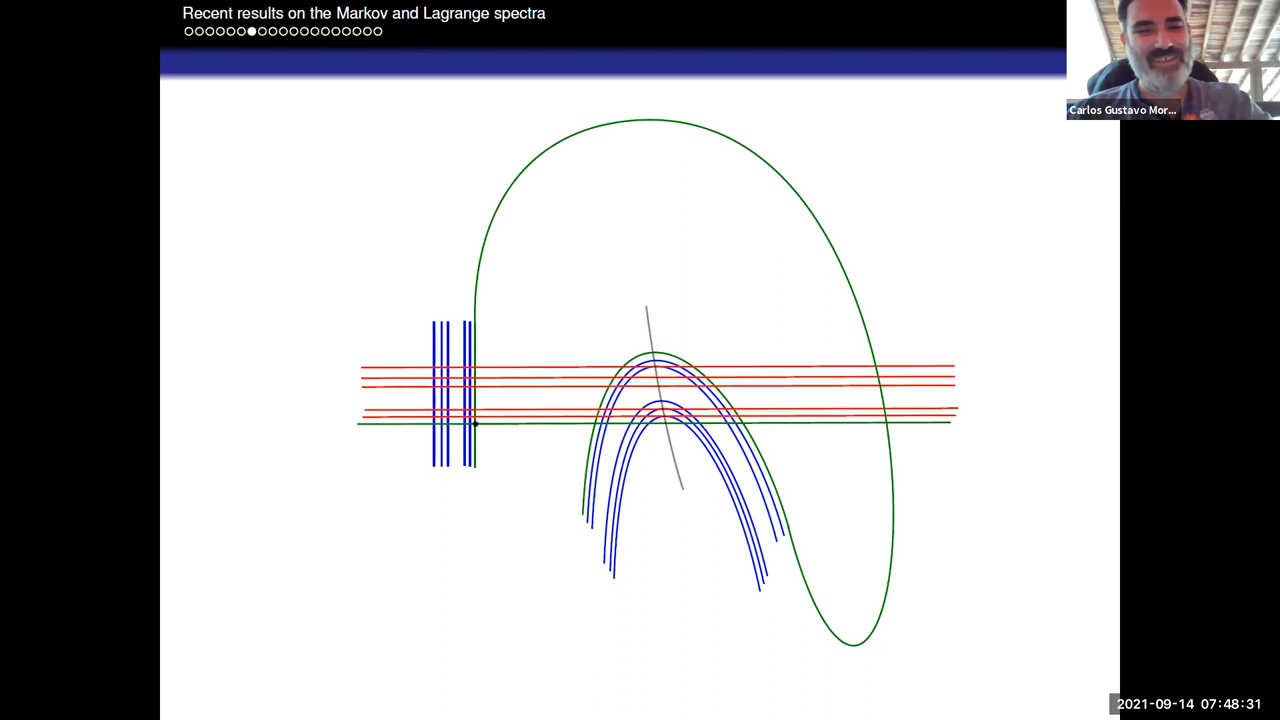 Recent results on the Markov and Lagrange spectra
Carlos Gustavo Mor...
2021-09-14 07:48:31